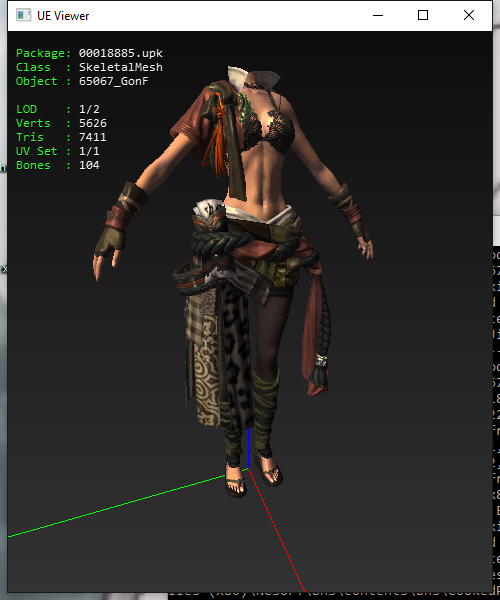 UE Viewer
Package: 00018885.upk
Class : SkeletalMesh
Object : 65067_GonF
LOD : 1/2
Verts : 5626
Tris : 7411
UV Set : 1/1
Bones : 104